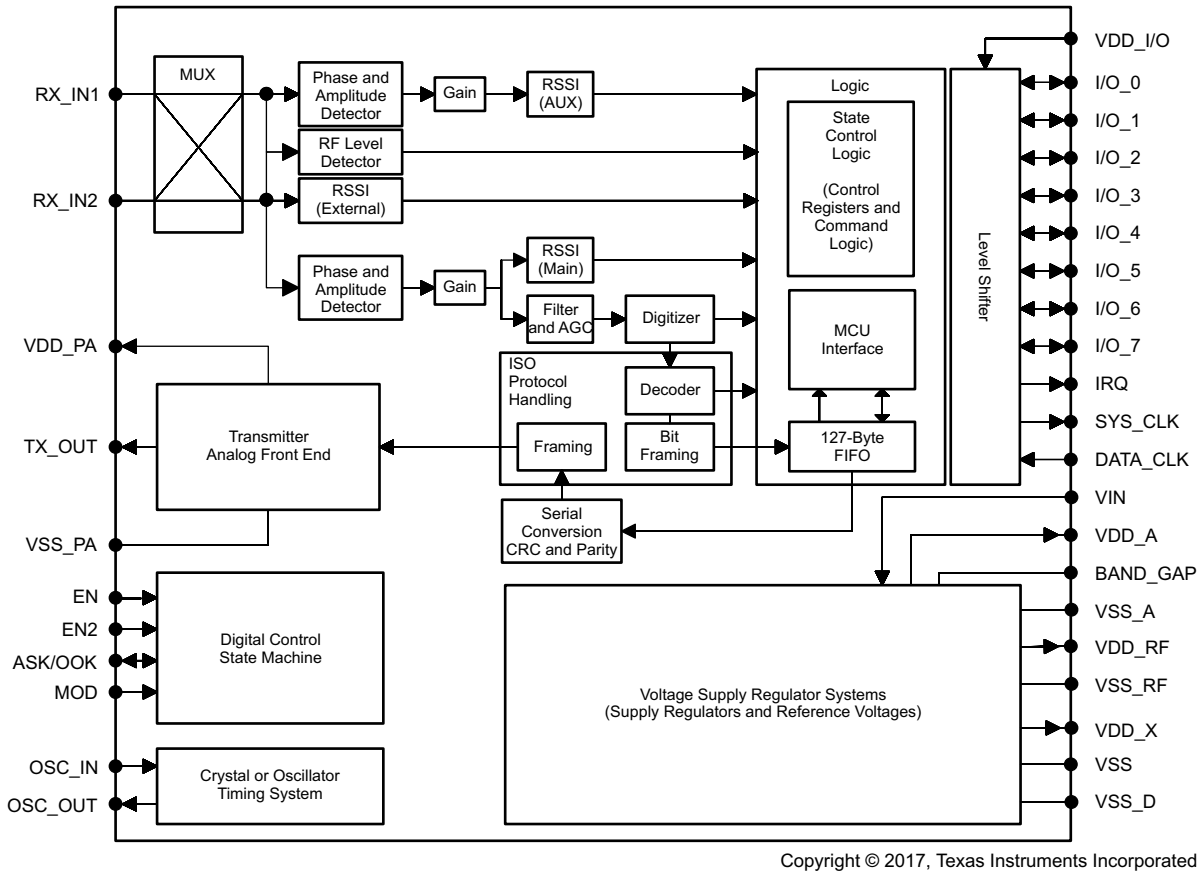 MUX
RX_IN1
RX_IN2
Phase and
Amplitude
Detector
Gain
RSSI
(AUX)
RF Level
Detector
RSSI
(External)
Phase and
Amplitude
Detector
Gain
RSSI
(Main)
Filter
and AGC
Digitizer
ISO
Protocol
Handling
Decoder
Framing
Bit
Framing
Serial
Conversion
CRC and Parity
Logic
State
Control
Logic
(Control
Registers and
Command
Logic)
MCU
Interface
127-Byte
FIFO
Level Shifter
VDD_I/O
I/O_0
I/O_1
I/O_2
I/O_3
I/O_4
I/O_5
I/O_6
I/O_7
IRQ
SYS_CLK
DATA_CLK
VIN
VDD_A
BAND_GAP
VSS_A
VDD_RF
VSS_RF
VDD_X
VSS
VSS_D
VDD_PA
TX_OUT
VSS_PA
Transmitter
Analog Front End
EN
EN2
ASK/OOK
MOD
Digital Control
State Machine
OSC_IN
OSC_OUT
Crystal or Oscillator
Timing System
Voltage Supply Regulator Systems
(Supply Regulators and Reference Voltages)
Copyright © 2017, Texas Instruments Incorporated